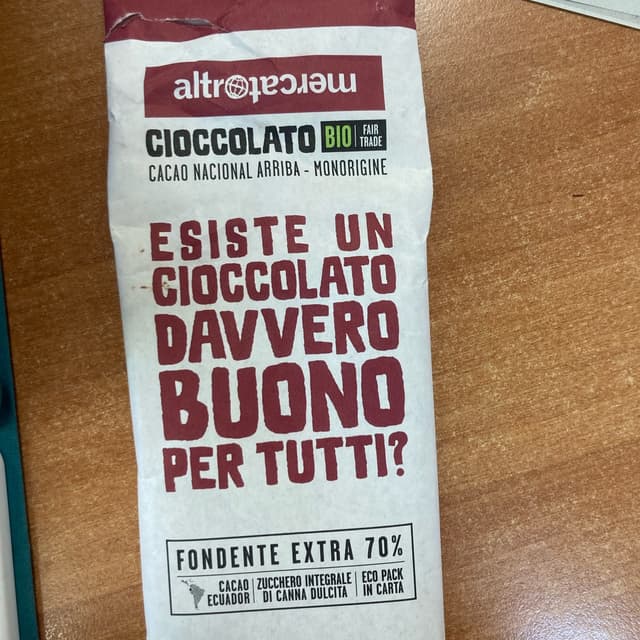 altromercato
CIOCCOLATO BIO FAIR TRADE
CACAO NACIONAL ARRIBA - MONORIGINE
ESISTE UN
CIOCCOLATO
DAVVERO
BUONO
PER TUTTI?
FONDENTE EXTRA 70%
CACAO ECUADOR | ZUCCHERO INTEGRALE DI CANNA DULCITA | ECO PACK IN CARTA